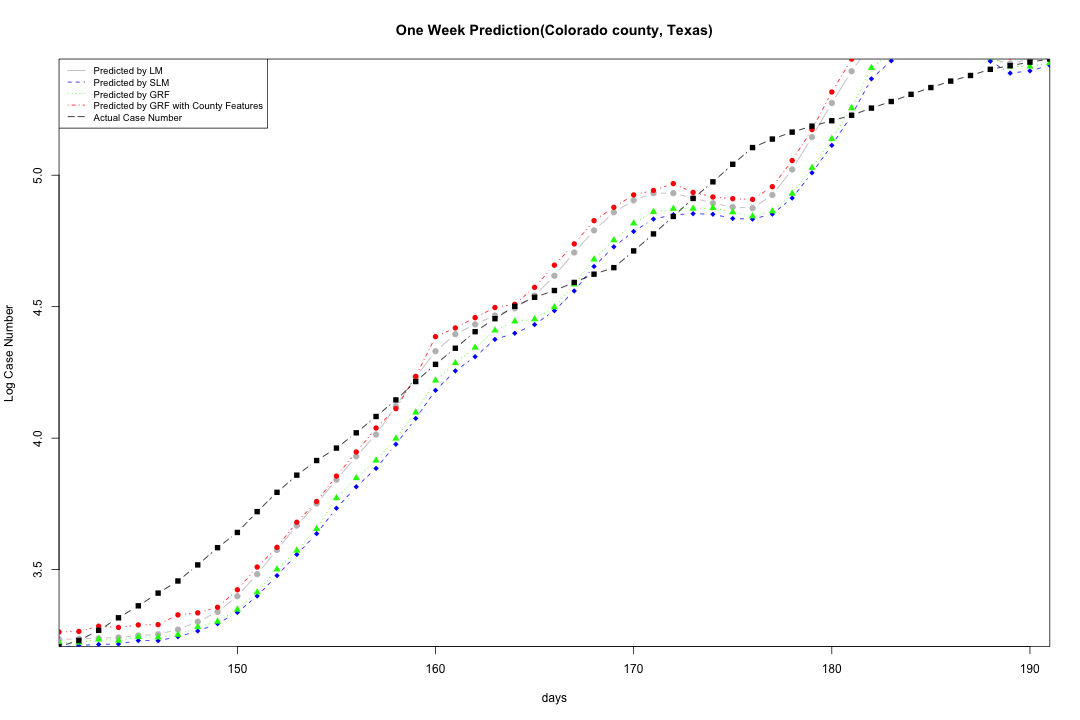 One Week Prediction(Colorado county, Texas)
Predicted by LM
Predicted by SLM
Predicted by GRF
Predicted by GRF with County Features
Actual Case Number
5.0
4.5
4.0
3.5
Log Case Number
150 160 170 180 190
days